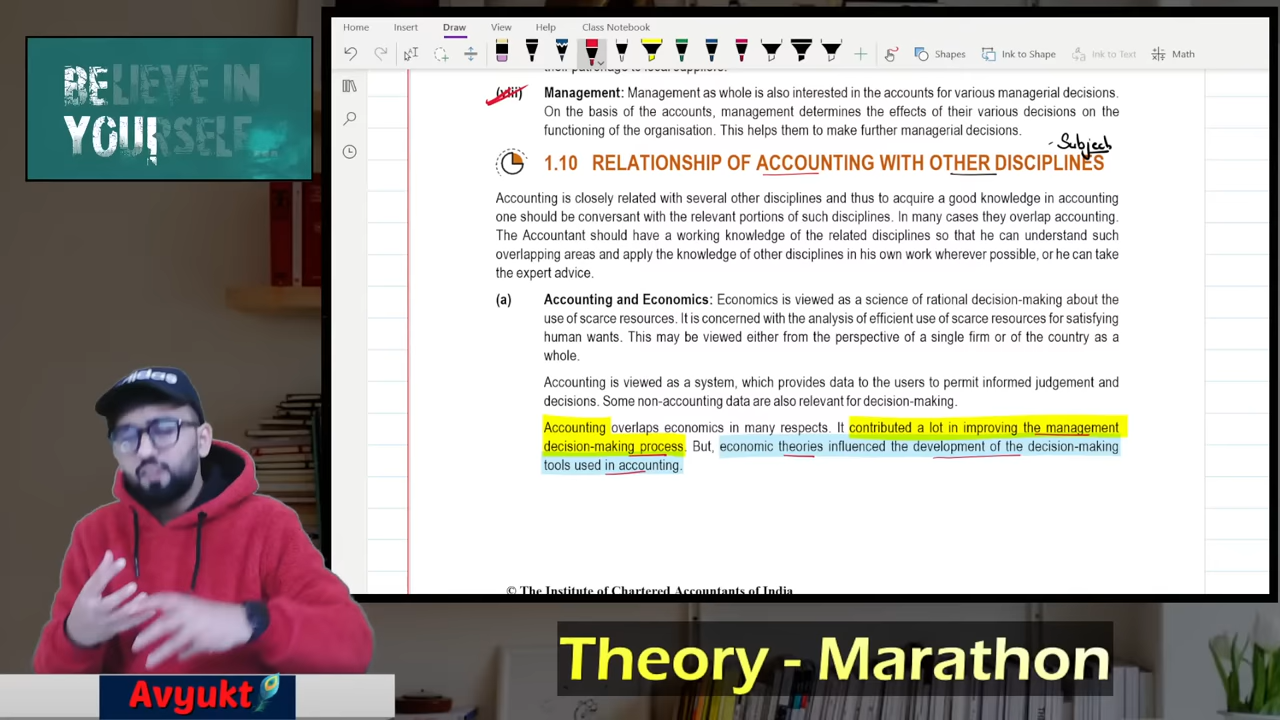 BELIEVE IN
YOURSELF
Home Insert Draw View Help Class Notebook
Shapes Ink to Shape Ink to Text Math
their patronage to local suppliers.
(viii) Management: Management as whole is also interested in the accounts for various managerial decisions.
On the basis of the accounts, management determines the effects of their various decisions on the
functioning of the organisation. This helps them to make further managerial decisions.
- Subject
1.10 RELATIONSHIP OF ACCOUNTING WITH OTHER DISCIPLINES
Accounting is closely related with several other disciplines and thus to acquire a good knowledge in accounting
one should be conversant with the relevant portions of such disciplines. In many cases they overlap accounting.
The Accountant should have a working knowledge of the related disciplines so that he can understand such
overlapping areas and apply the knowledge of other disciplines in his own work wherever possible, or he can take
the expert advice.
(a) Accounting and Economics: Economics is viewed as a science of rational decision-making about the
use of scarce resources. It is concerned with the analysis of efficient use of scarce resources for satisfying
human wants. This may be viewed either from the perspective of a single firm or of the country as a
whole.
Accounting is viewed as a system, which provides data to the users to permit informed judgement and
decisions. Some non-accounting data are also relevant for decision-making.
Accounting overlaps economics in many respects. It contributed a lot in improving the management
decision-making process. But, economic theories influenced the development of the decision-making
tools used in accounting.
© The Institute of Chartered Accountants of India
Theory - Marathon
Avyukt